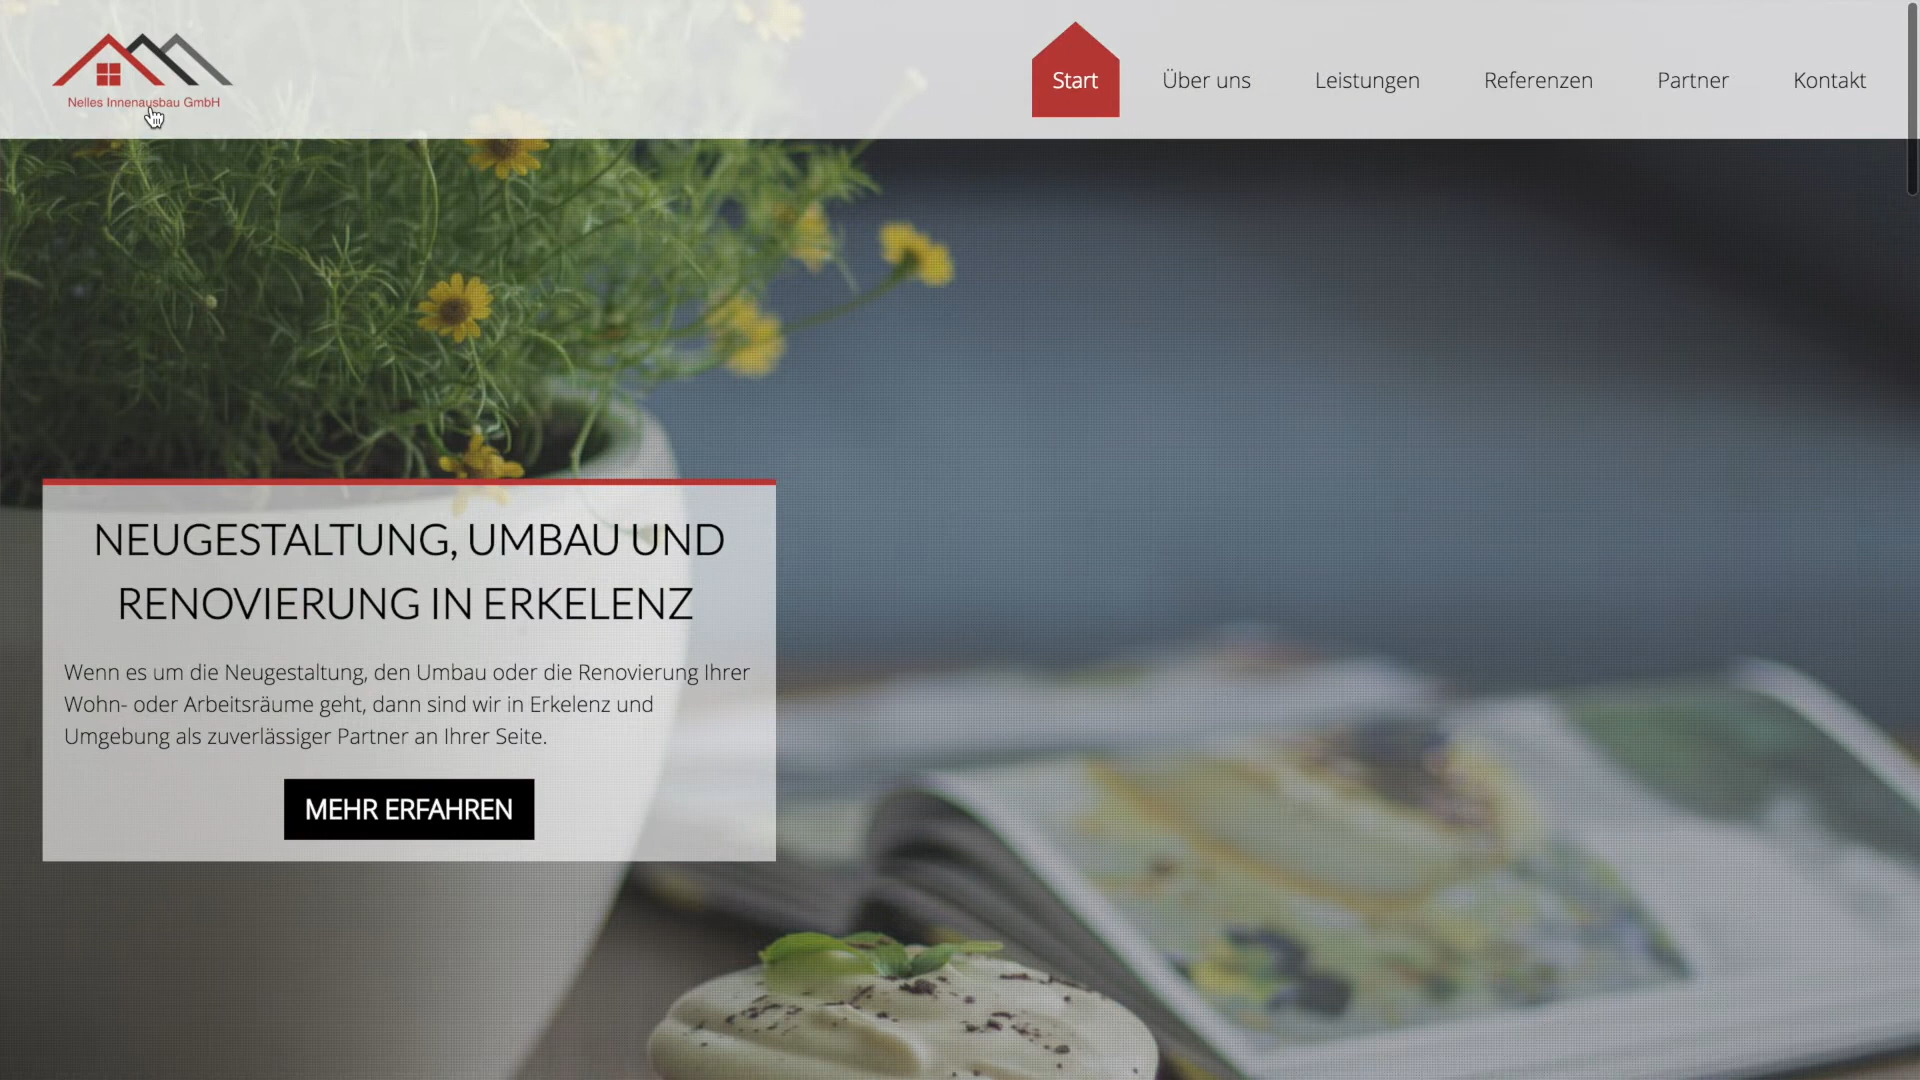 Nelles Innenausbau GmbH
Start
Über uns
Leistungen
Referenzen
Partner
Kontakt
NEUGESTALTUNG, UMBAU UND
RENOVIERUNG IN ERKELENZ
Wenn es um die Neugestaltung, den Umbau oder die Renovierung Ihrer
Wohn- oder Arbeitsräume geht, dann sind wir in Erkelenz und
Umgebung als zuverlässiger Partner an Ihrer Seite.
MEHR ERFAHREN